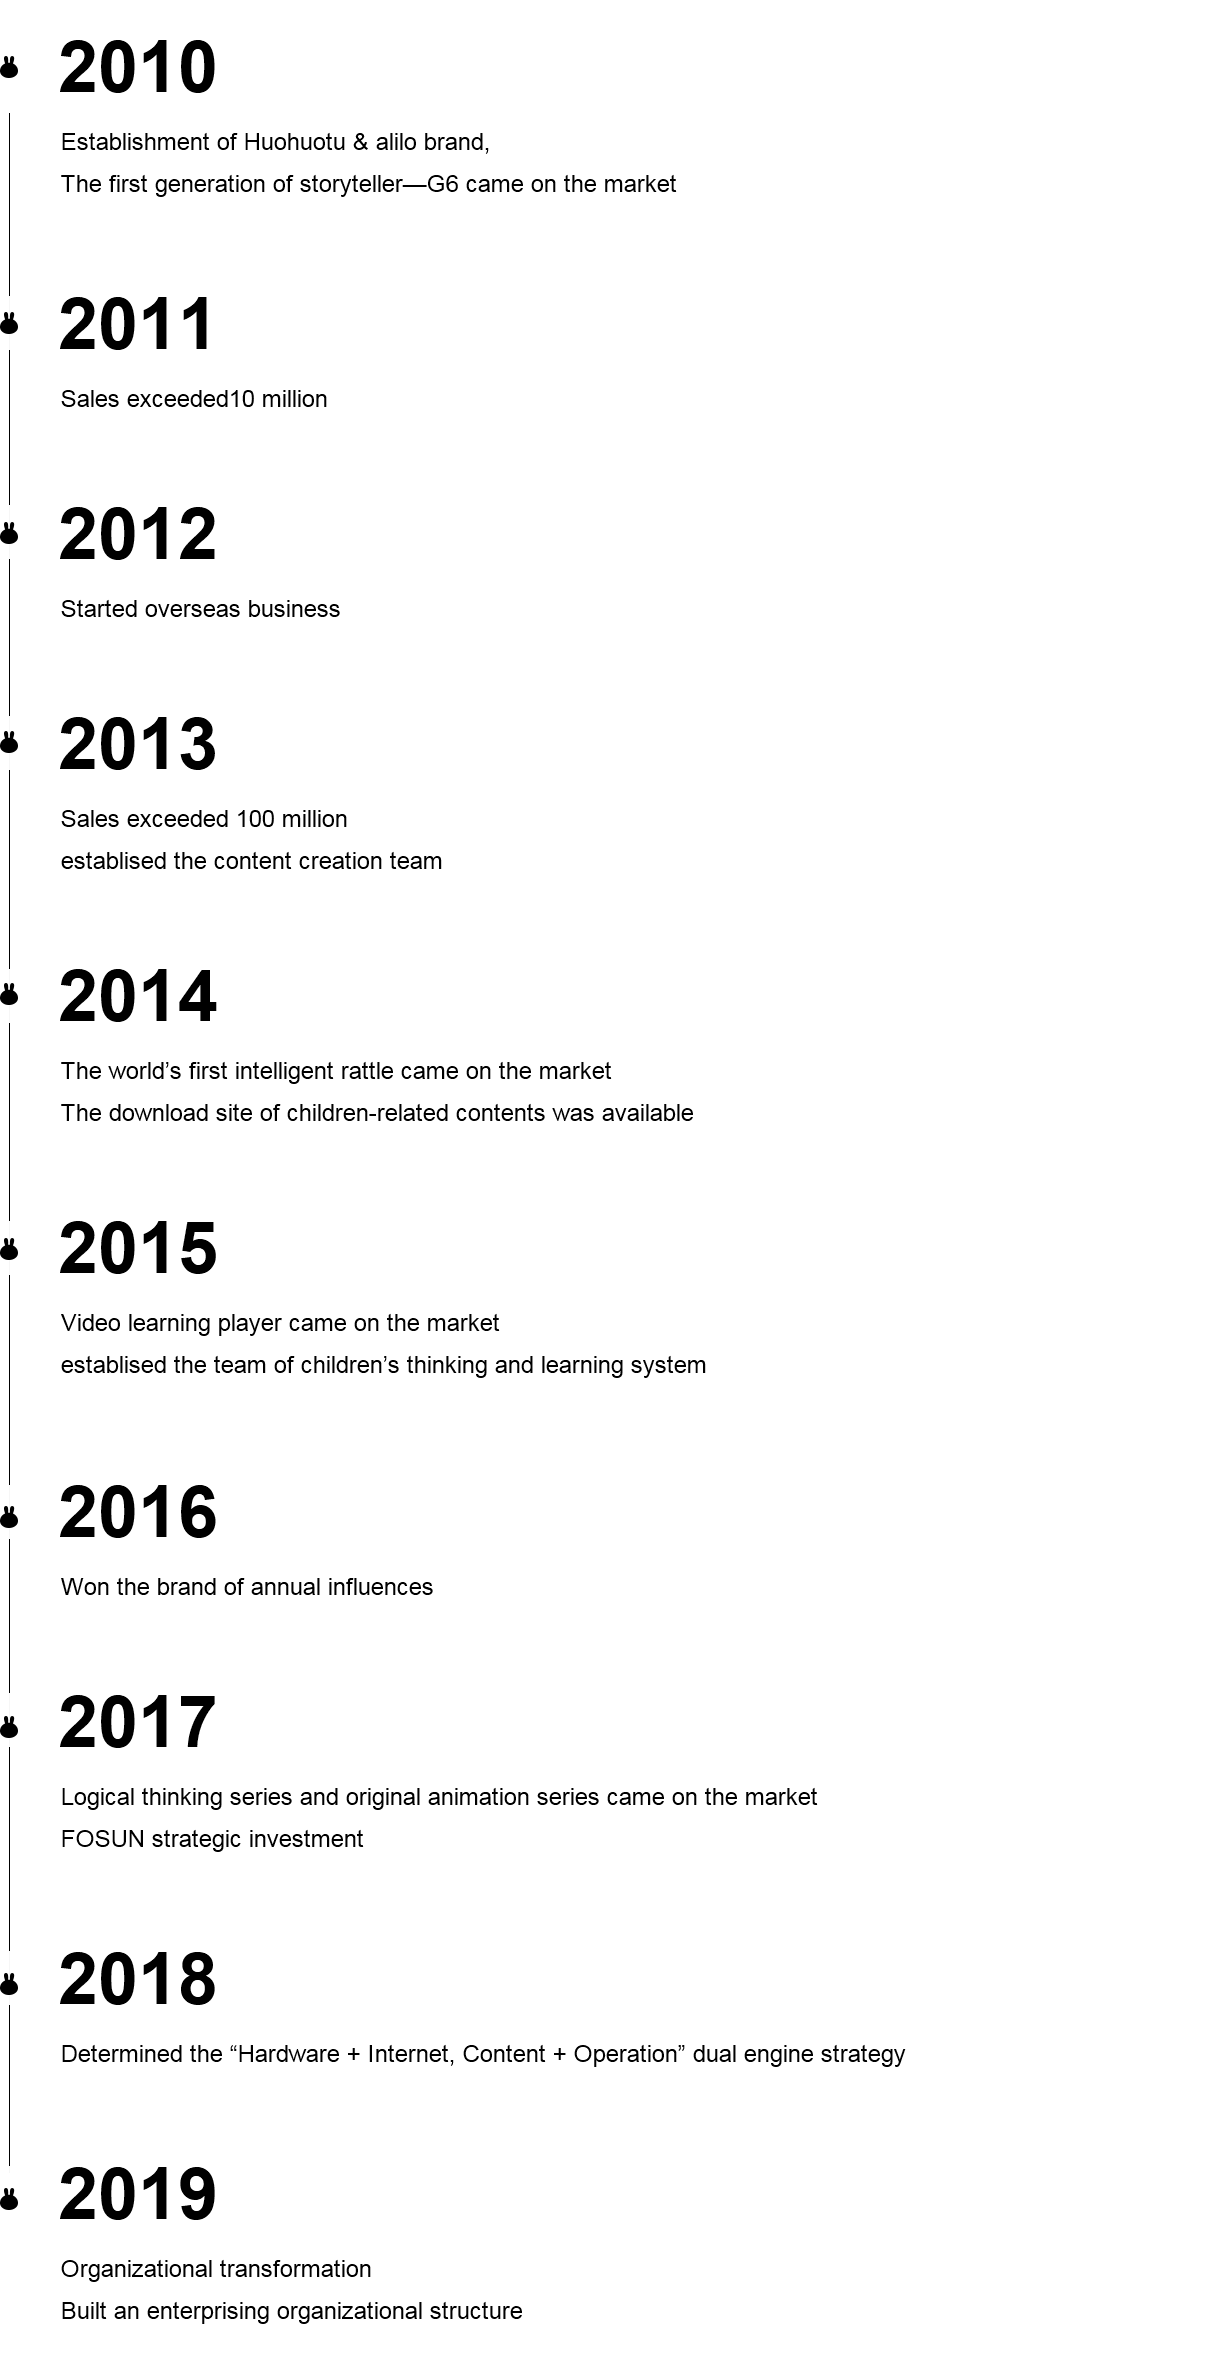 2010
Establishment of Huohuotu & alilo brand,
The first generation of storyteller—G6 came on the market
2011
Sales exceeded10 million
2012
Started overseas business
2013
Sales exceeded 100 million
establised the content creation team
2014
The world’s first intelligent rattle came on the market
The download site of children-related contents was available
2015
Video learning player came on the market
establised the team of children’s thinking and learning system
2016
Won the brand of annual influences
2017
Logical thinking series and original animation series came on the market
FOSUN strategic investment
2018
Determined the “Hardware + Internet, Content + Operation” dual engine strategy
2019
Organizational transformation
Built an enterprising organizational structure